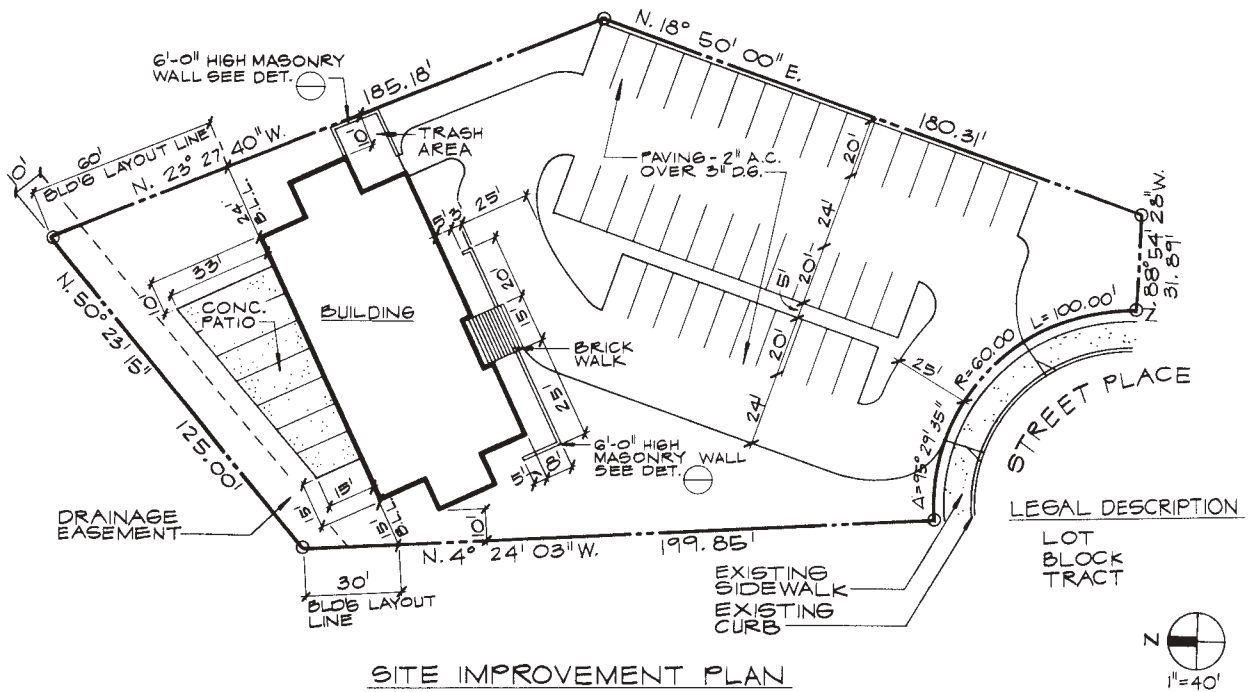 N. 18° 50' 00" E.
6'-0" HIGH MASONRY
WALL SEE DET.
185.18'
180.31'
10'
TRASH
AREA
PAVING - 2" A.C.
OVER 3" D.G.
20'
10'
60'
BLD'G LAYOUT LINE
N. 23° 27' 40" W.
24'
B.L.L.
5'
3'
25'
24'
N. 88° 54' 28" W.
31.89'
33'
10'
CONC.
PATIO
BUILDING
20'
15'
5'
20'
BRICK
WALK
20'
25'
R=60.00
L=100.00'
STREET PLACE
N. 50° 23' 15"
125.00'
25'
24'
6'-0" HIGH
MASONRY WALL
SEE DET.
5'
8'
Δ=95° 29' 35"
15'
5'
15'
B.L.L.
10'
DRAINAGE
EASEMENT
LEGAL DESCRIPTION
LOT
BLOCK
TRACT
N. 4° 24' 03" W.
199.85'
30'
BLD'G LAYOUT
LINE
EXISTING
SIDEWALK
EXISTING
CURB
N
1"=40'
SITE IMPROVEMENT PLAN